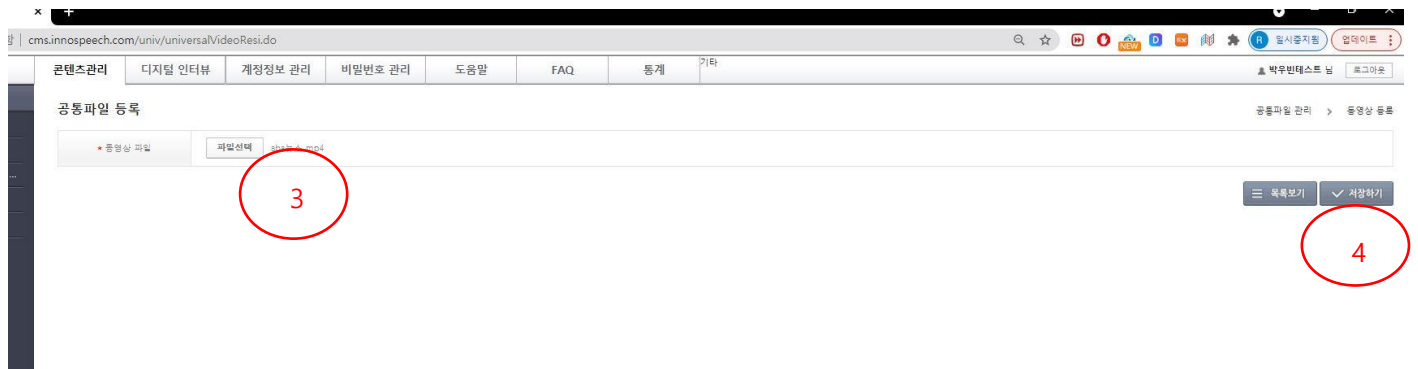 cms.innospeech.com/univ/universalVideoResi.do
NEW
D
R 일시중지됨
업데이트
콘텐츠관리 디지털 인터뷰 계정정보 관리 비밀번호 관리 도움말 FAQ 통계 기타
박우빈테스트 님 로그아웃
공통파일 등록
공통파일 관리 > 동영상 등록
* 동영상 파일 파일선택
3
목록보기 저장하기
4